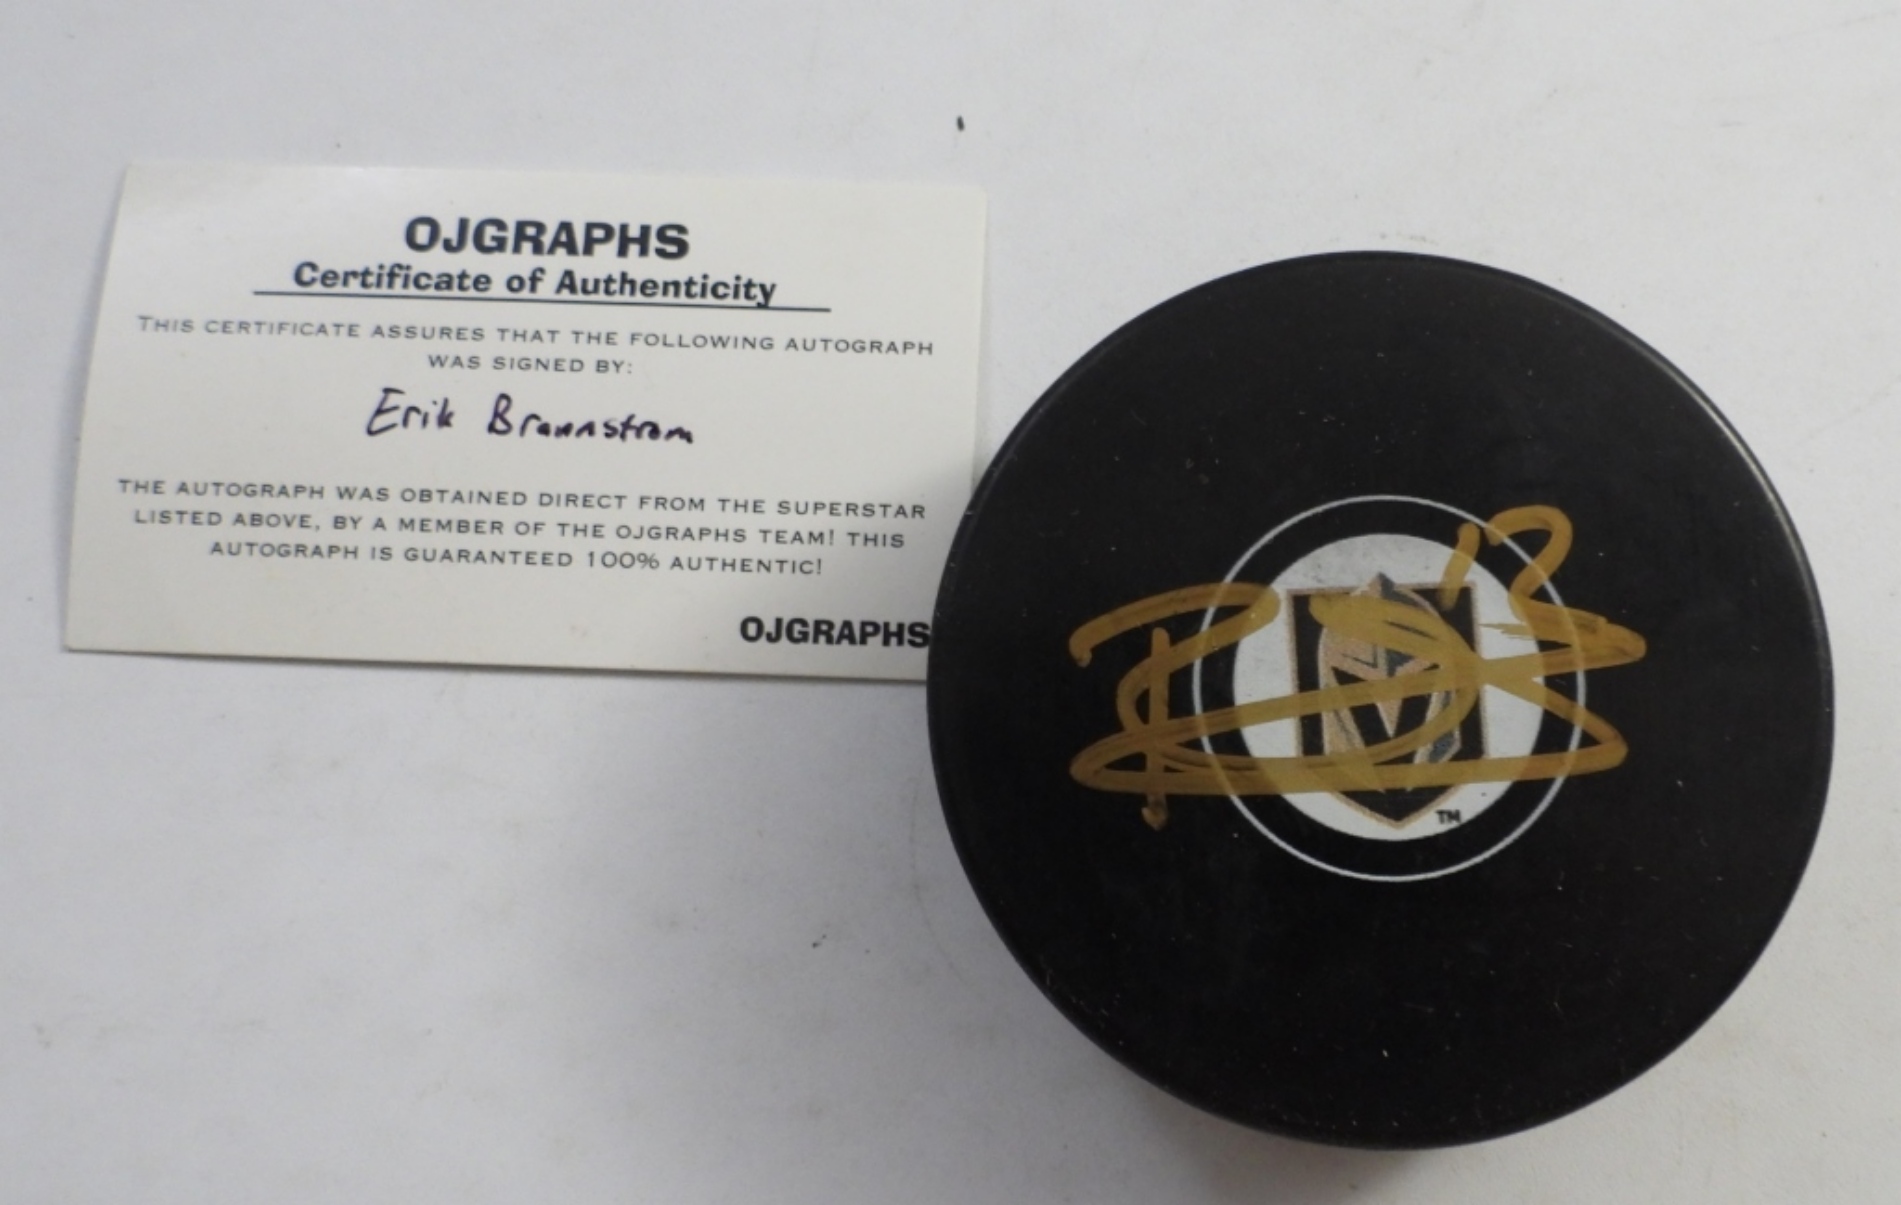 OJGRAPHS
Certificate of Authenticity
THIS CERTIFICATE ASSURES THAT THE FOLLOWING AUTOGRAPH
WAS SIGNED BY:
Erik Brannstrom
THE AUTOGRAPH WAS OBTAINED DIRECT FROM THE SUPERSTAR
LISTED ABOVE, BY A MEMBER OF THE OJGRAPHS TEAM! THIS
AUTOGRAPH IS GUARANTEED 100% AUTHENTIC!
OJGRAPHS
12
TM